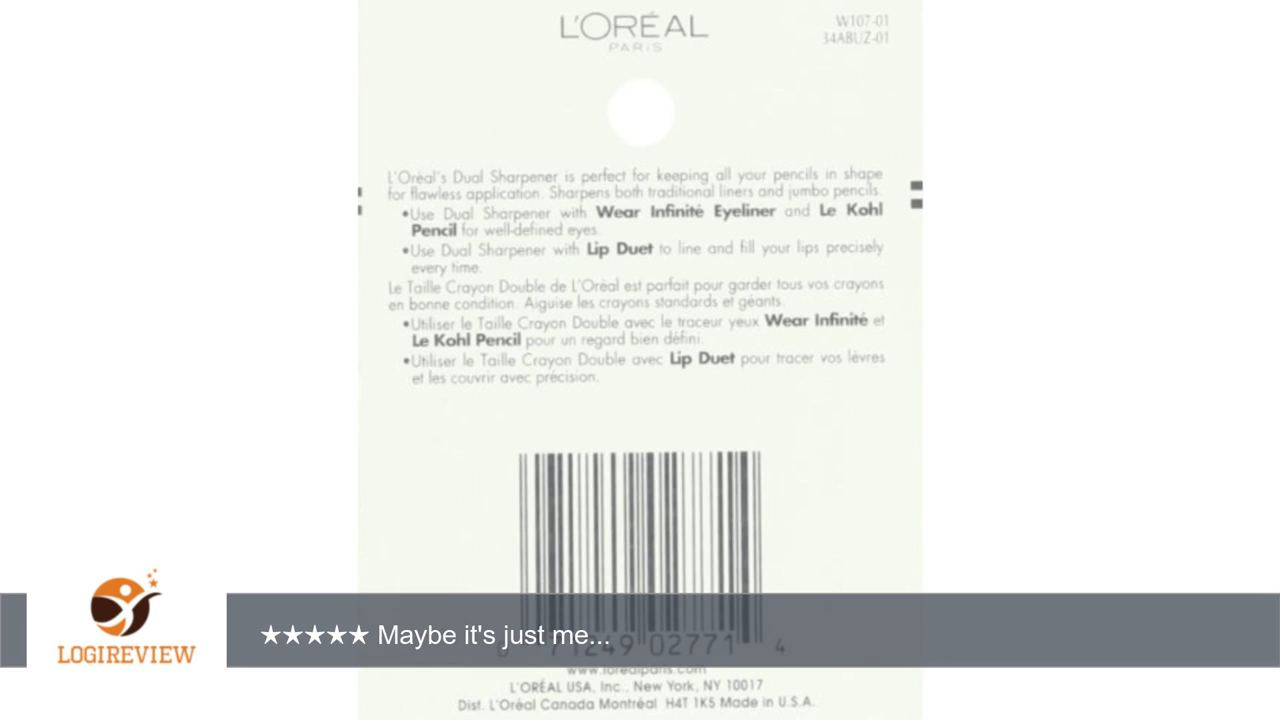 L'ORÉAL
PARIS
W107-01
34ABUZ-01
L'Oréal's Dual Sharpener is perfect for keeping all your pencils in shape
for flawless application. Sharpens both traditional liners and jumbo pencils.
•Use Dual Sharpener with Wear Infinité Eyeliner and Le Kohl
Pencil for well-defined eyes.
•Use Dual Sharpener with Lip Duet to line and fill your lips precisely
every time.
Le Taille Crayon Double de L'Oréal est parfait pour garder tous vos crayons
en bonne condition. Aiguise les crayons standards et géants.
•Utiliser le Taille Crayon Double avec le traceur yeux Wear Infinité et
Le Kohl Pencil pour un regard bien défini.
•Utiliser le Taille Crayon Double avec Lip Duet pour tracer vos lèvres
et les couvrir avec précision.
★★★★★ Maybe it's just me...
0 71249 02771 4
LOGIREVIEW
www.lorealparis.com
L'ORÉAL USA, Inc., New York, NY 10017
Dist. L'Oréal Canada Montréal H4T 1K5 Made in U.S.A.